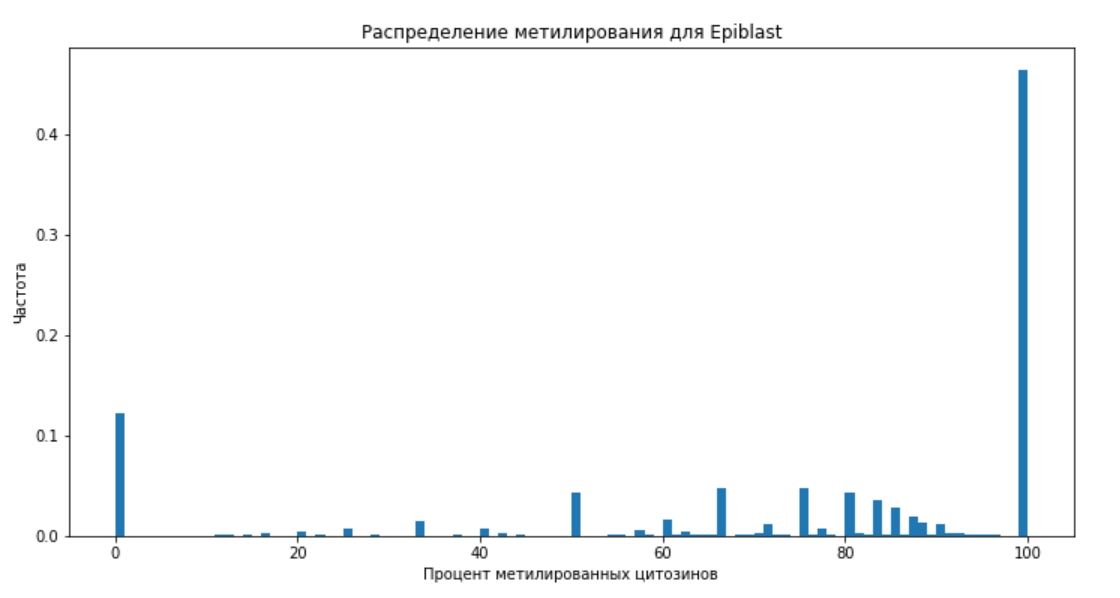 Распределение метилирования для Epiblast
Частота
0.4
0.3
0.2
0.1
0.0
0 20 40 60 80 100
Процент метилированных цитозинов